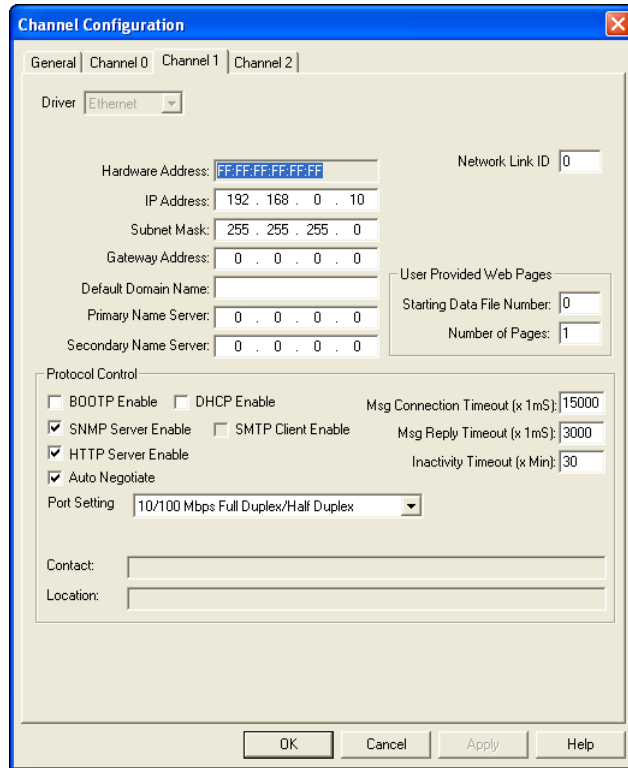 Channel Configuration
General Channel 0 Channel 1 Channel 2
Driver Ethernet
Network Link ID 0
Hardware Address: FF:FF:FF:FF:FF:FF
IP Address: 192 . 168 . 0 . 10
Subnet Mask: 255 . 255 . 255 . 0
Gateway Address: 0 . 0 . 0 . 0
Default Domain Name:
Primary Name Server: 0 . 0 . 0 . 0
Secondary Name Server: 0 . 0 . 0 . 0
User Provided Web Pages
Starting Data File Number: 0
Number of Pages: 1
Protocol Control
BOOTP Enable DHCP Enable
SNMP Server Enable SMTP Client Enable
HTTP Server Enable
Auto Negotiate
Msg Connection Timeout (x 1mS): 15000
Msg Reply Timeout (x 1mS): 3000
Inactivity Timeout (x Min): 30
Port Setting 10/100 Mbps Full Duplex/Half Duplex
Contact:
Location:
OK Cancel Apply Help